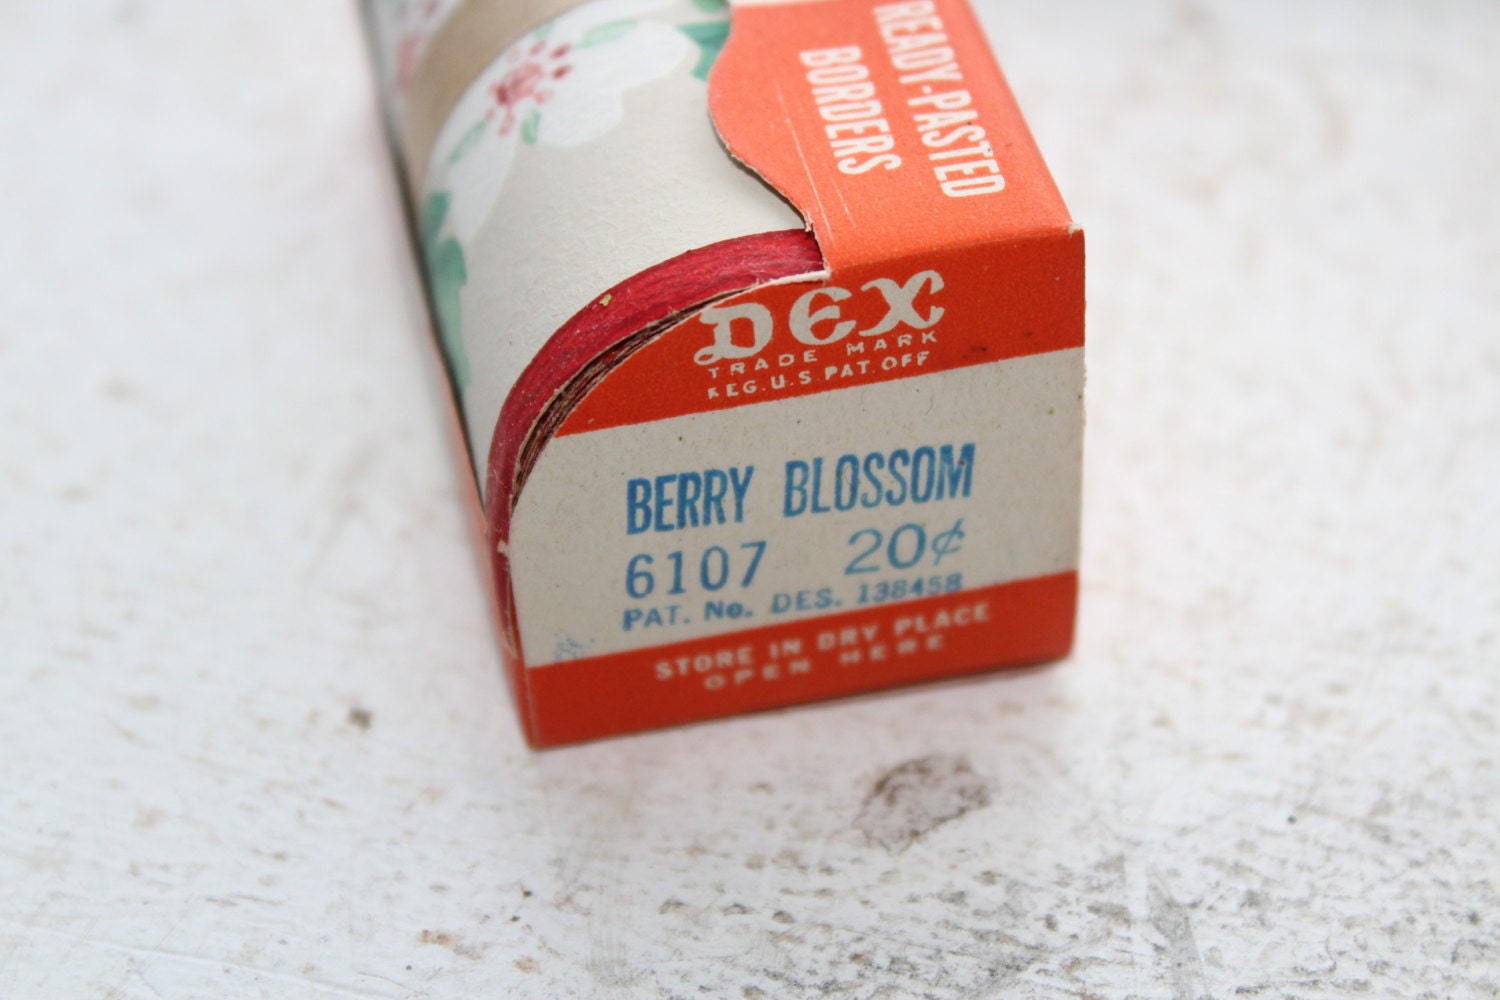 READY-PASTED
BORDERS
DEX
TRADE MARK
REG. U.S. PAT. OFF
BERRY BLOSSOM
6107 20¢
PAT. No. DES. 138458
STORE IN DRY PLACE
OPEN HERE